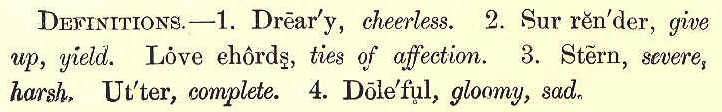 DEFINITIONS.—1. Drēar'y, cheerless. 2. Sur rĕn'der, give
up, yield. Lȯve ehôrdş, ties of affection. 3. Stẽrn, severe,
harsh. Ut'ter, complete. 4. Dōle'fụl, gloomy, sad.